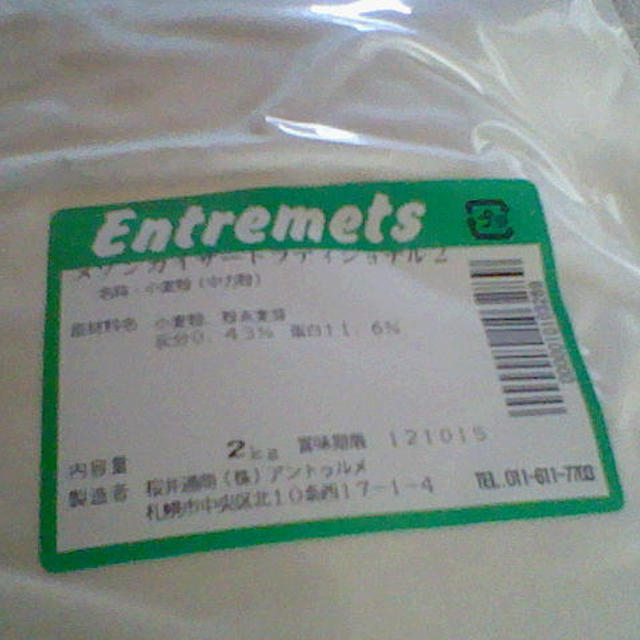 Entremets
プラ
メゾンカイザートラディショナル2
名称・小麦粉(中力粉)
原材料名 小麦粉、粉末麦芽
灰分0.43% 蛋白11.6%
内容量 2kg 賞味期限 121015
製造者 桜井通商(株)アントゥルメ
札幌市中央区北10条西17-1-4
TEL.011-611-7703